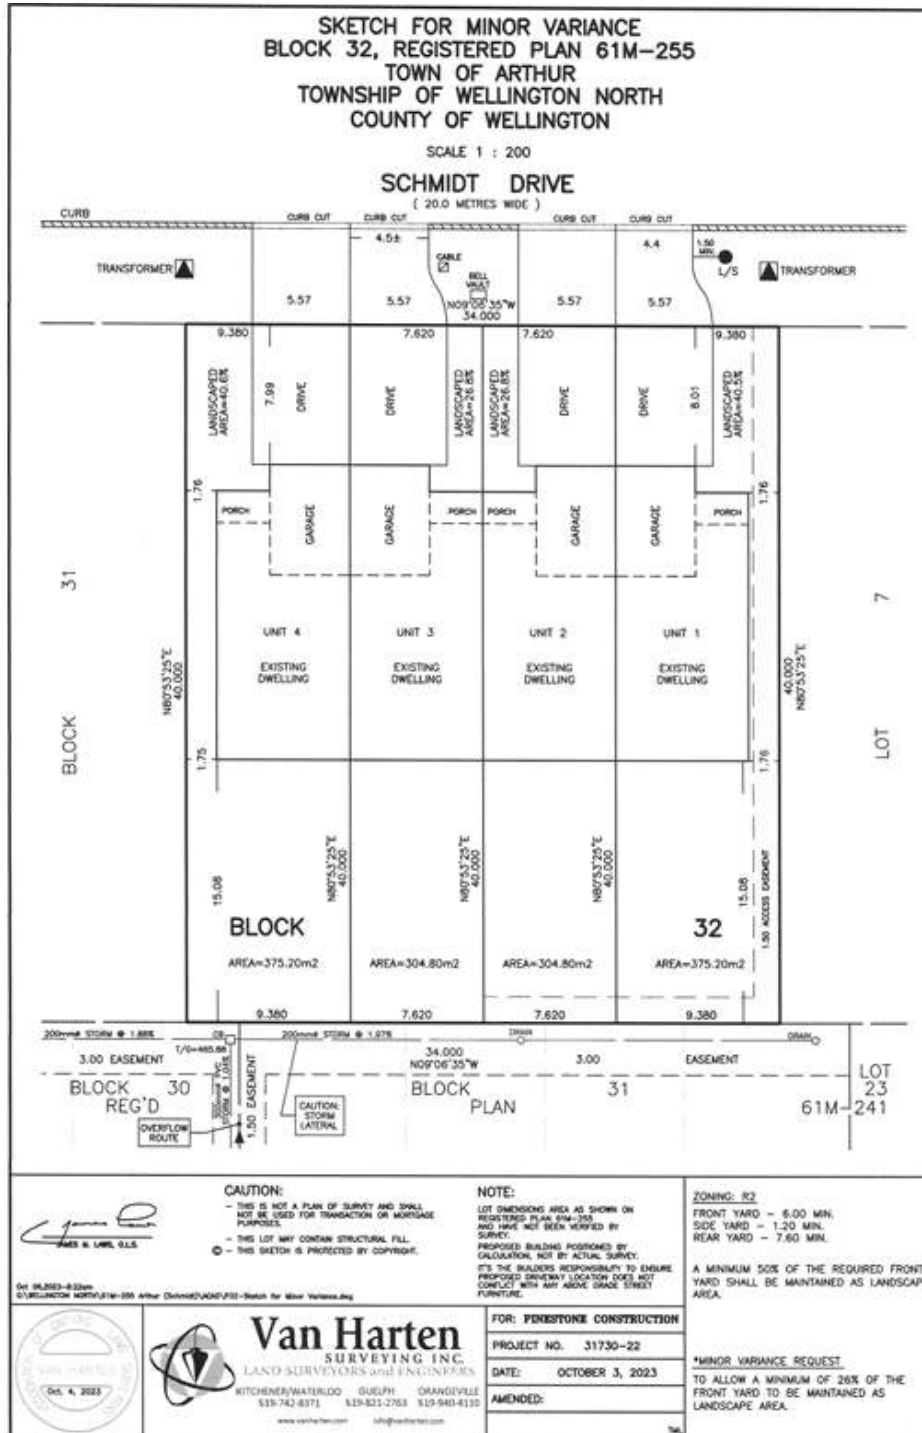 SKETCH FOR MINOR VARIANCE
BLOCK 32, REGISTERED PLAN 61M-255
TOWN OF ARTHUR
TOWNSHIP OF WELLINGTON NORTH
COUNTY OF WELLINGTON
SCALE 1 : 200
SCHMIDT DRIVE
( 20.0 METRES WIDE )
CURB
CURB CUT
CURB CUT
CURB CUT
CURB CUT
4.5±
4.4
1.50
MIN.
CABLE
L/S
TRANSFORMER
TRANSFORMER
BELL
VAULT
5.57
5.57
5.57
5.57
N09°06'35"W
34.000
9.380
7.620
7.620
9.380
LANDSCAPED
AREA=40.6%
7.99
DRIVE
DRIVE
LANDSCAPED
AREA=26.8%
LANDSCAPED
AREA=26.8%
DRIVE
DRIVE
8.01
LANDSCAPED
AREA=40.5%
1.76
1.76
PORCH
GARAGE
GARAGE
PORCH
PORCH
GARAGE
GARAGE
PORCH
31
7
UNIT 4
UNIT 3
UNIT 2
UNIT 1
EXISTING
DWELLING
EXISTING
DWELLING
EXISTING
DWELLING
EXISTING
DWELLING
N80°53'25"E
40.000
40.000
N80°53'25"E
BLOCK
LOT
1.75
1.76
N80°53'25"E
40.000
N80°53'25"E
40.000
N80°53'25"E
40.000
15.08
15.08
1.50 ACCESS EASEMENT
BLOCK
32
AREA=375.20m2
AREA=304.80m2
AREA=304.80m2
AREA=375.20m2
9.380
7.620
7.620
9.380
200mmø STORM @ 1.88%
CB
200mmø STORM @ 1.97%
DRAIN
DRAIN
T/G=465.68
3.00 EASEMENT
34.000
N09°06'35"W
3.00
EASEMENT
BLOCK 30
BLOCK
31
LOT
23
REG'D
PLAN
61M-241
1.50 EASEMENT
CAUTION:
STORM
LATERAL
OVERFLOW
ROUTE
JAMES M. LAWS, O.L.S.
CAUTION:
- THIS IS NOT A PLAN OF SURVEY AND SHALL
NOT BE USED FOR TRANSACTION OR MORTGAGE
PURPOSES.
- THIS LOT MAY CONTAIN STRUCTURAL FILL.
© - THIS SKETCH IS PROTECTED BY COPYRIGHT.
NOTE:
LOT DIMENSIONS AREA AS SHOWN ON
REGISTERED PLAN 61M-255
AND HAVE NOT BEEN VERIFIED BY
SURVEY.
PROPOSED BUILDING POSITIONED BY
CALCULATION, NOT BY ACTUAL SURVEY.
IT'S THE BUILDERS RESPONSIBILITY TO ENSURE
PROPOSED DRIVEWAY LOCATION DOES NOT
CONFLICT WITH ANY ABOVE GRADE STREET
FURNITURE.
ZONING: R2
FRONT YARD - 6.00 MIN.
SIDE YARD - 1.20 MIN.
REAR YARD - 7.60 MIN.
A MINIMUM 50% OF THE REQUIRED FRONT
YARD SHALL BE MAINTAINED AS LANDSCAPE
AREA.
*MINOR VARIANCE REQUEST
TO ALLOW A MINIMUM OF 26% OF THE
FRONT YARD TO BE MAINTAINED AS
LANDSCAPE AREA.
VAN HARTEN
Oct. 4, 2023
Van Harten
SURVEYING INC.
LAND SURVEYORS and ENGINEERS
KITCHENER/WATERLOO GUELPH ORANGEVILLE
519-742-8371 519-821-2763 519-940-4110
www.vanharten.com info@vanharten.com
FOR: PINESTONE CONSTRUCTION
PROJECT NO. 31730-22
DATE: OCTOBER 3, 2023
AMENDED: